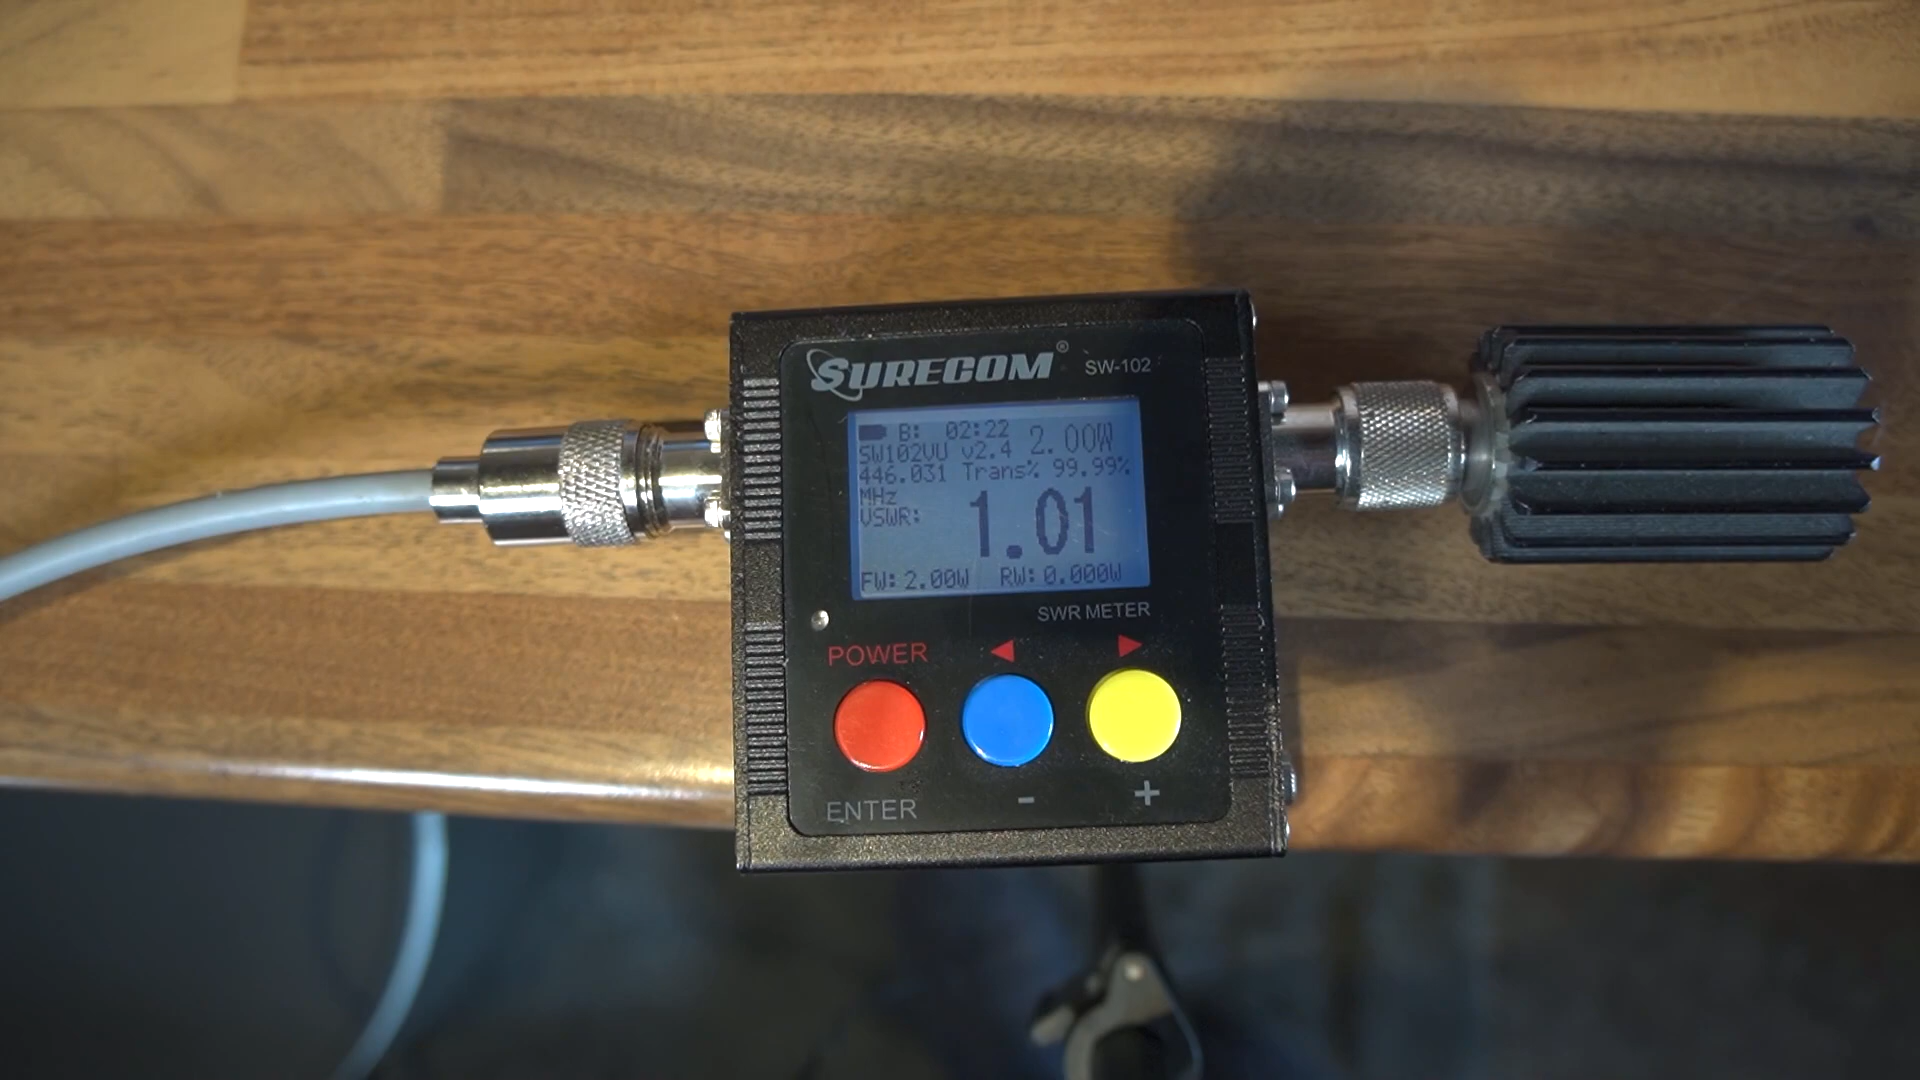 SURECOM® SW-102
B: 02:22 2.00W
SW102VU v2.4
446.031 Trans% 99.99%
MHz
VSWR: 1.01
FW: 2.00W RW: 0.000W
SWR METER
POWER ◀ ▶
ENTER - +